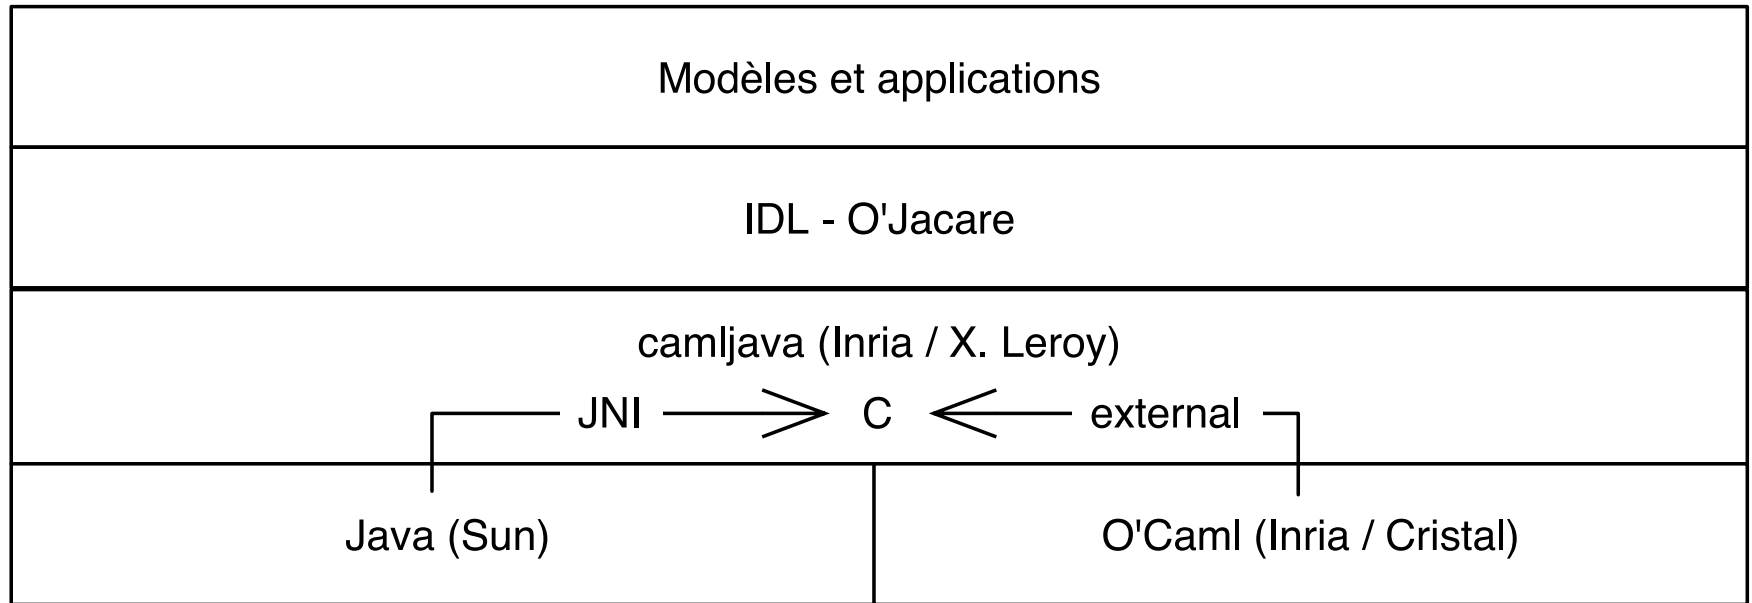 Modèles et applications
IDL - O'Jacare
camljava (Inria / X. Leroy)
JNI C external
Java (Sun) O'Caml (Inria / Cristal)